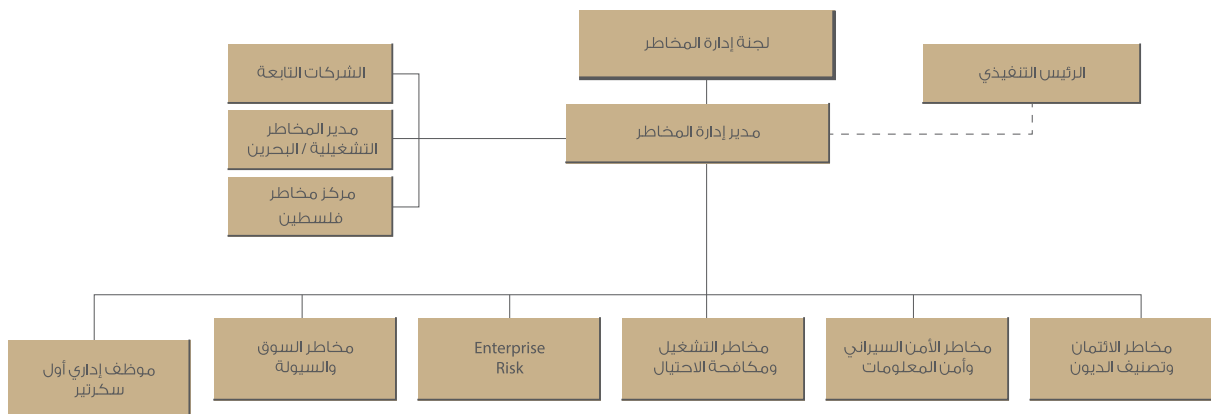 لجنة إدارة المخاطر
الرئيس التنفيذي
الشركات التابعة
مدير إدارة المخاطر
مدير المخاطر
التشغيلية / البحرين
مركز مخاطر
فلسطين
مخاطر الائتمان
وتصنيف الديون
مخاطر الأمن السيراني
وأمن المعلومات
مخاطر التشغيل
ومكافحة الاحتيال
Enterprise
Risk
مخاطر السوق
والسيولة
موظف إداري أول
سكرتير